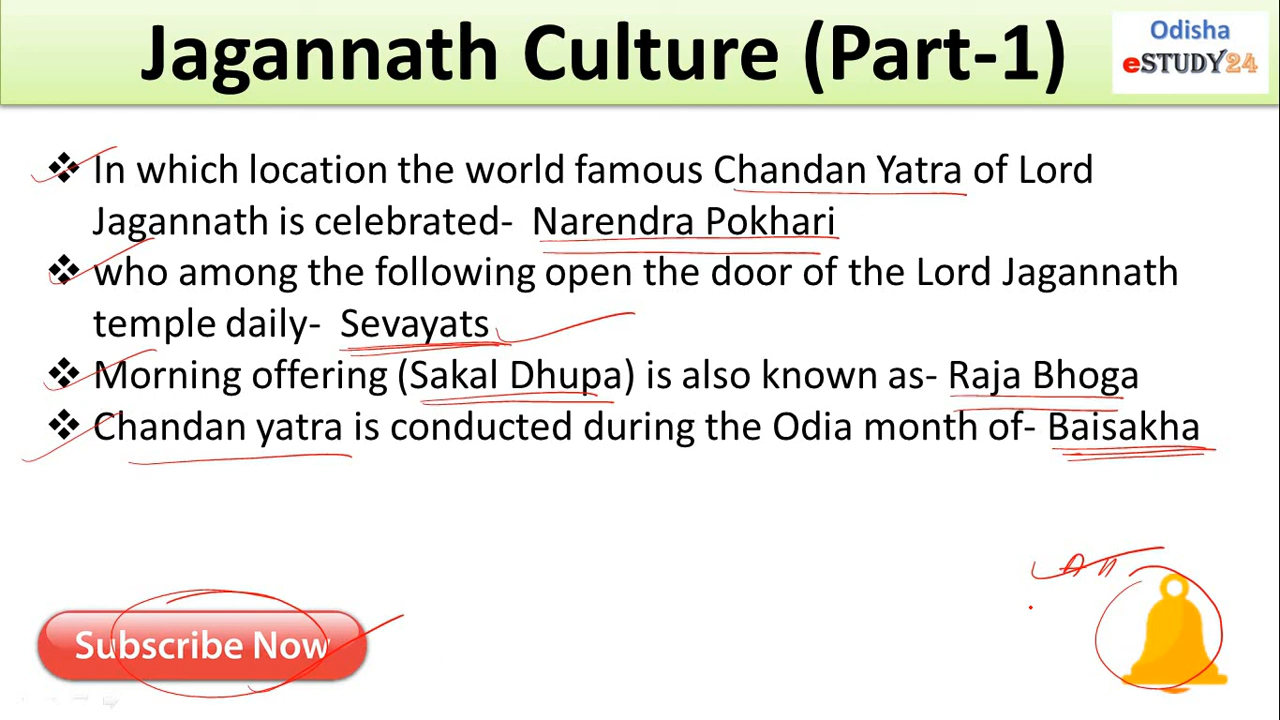 Jagannath Culture (Part-1)
Odisha
eSTUDY24
❖ In which location the world famous Chandan Yatra of Lord
Jagannath is celebrated- Narendra Pokhari
❖ who among the following open the door of the Lord Jagannath
temple daily- Sevayats
❖ Morning offering (Sakal Dhupa) is also known as- Raja Bhoga
❖ Chandan yatra is conducted during the Odia month of- Baisakha
Subscribe Now